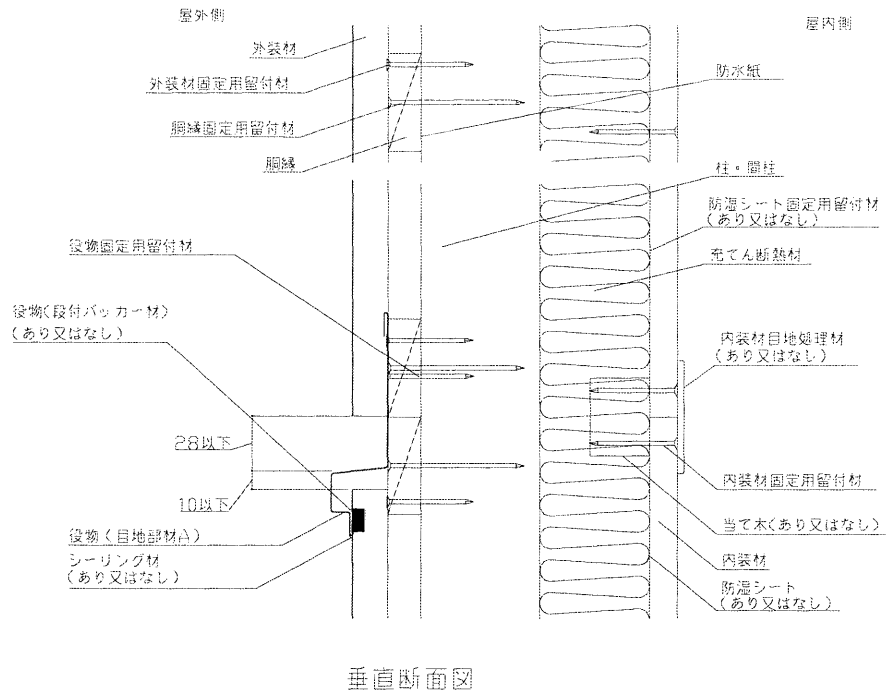 屋外側
屋内側
外装材
防水紙
外装材固定用留付材
胴縁固定用留付材
胴縁
柱・間柱
防湿シート固定用留付材
(あり又はなし)
役物固定用留付材
充てん断熱材
役物(段付バッカー材)
(あり又はなし)
内装材目地処理材
(あり又はなし)
28以下
10以下
内装材固定用留付材
役物(目地部材A)
当て木(あり又はなし)
シーリング材
(あり又はなし)
内装材
防湿シート
(あり又はなし)
垂直断面図